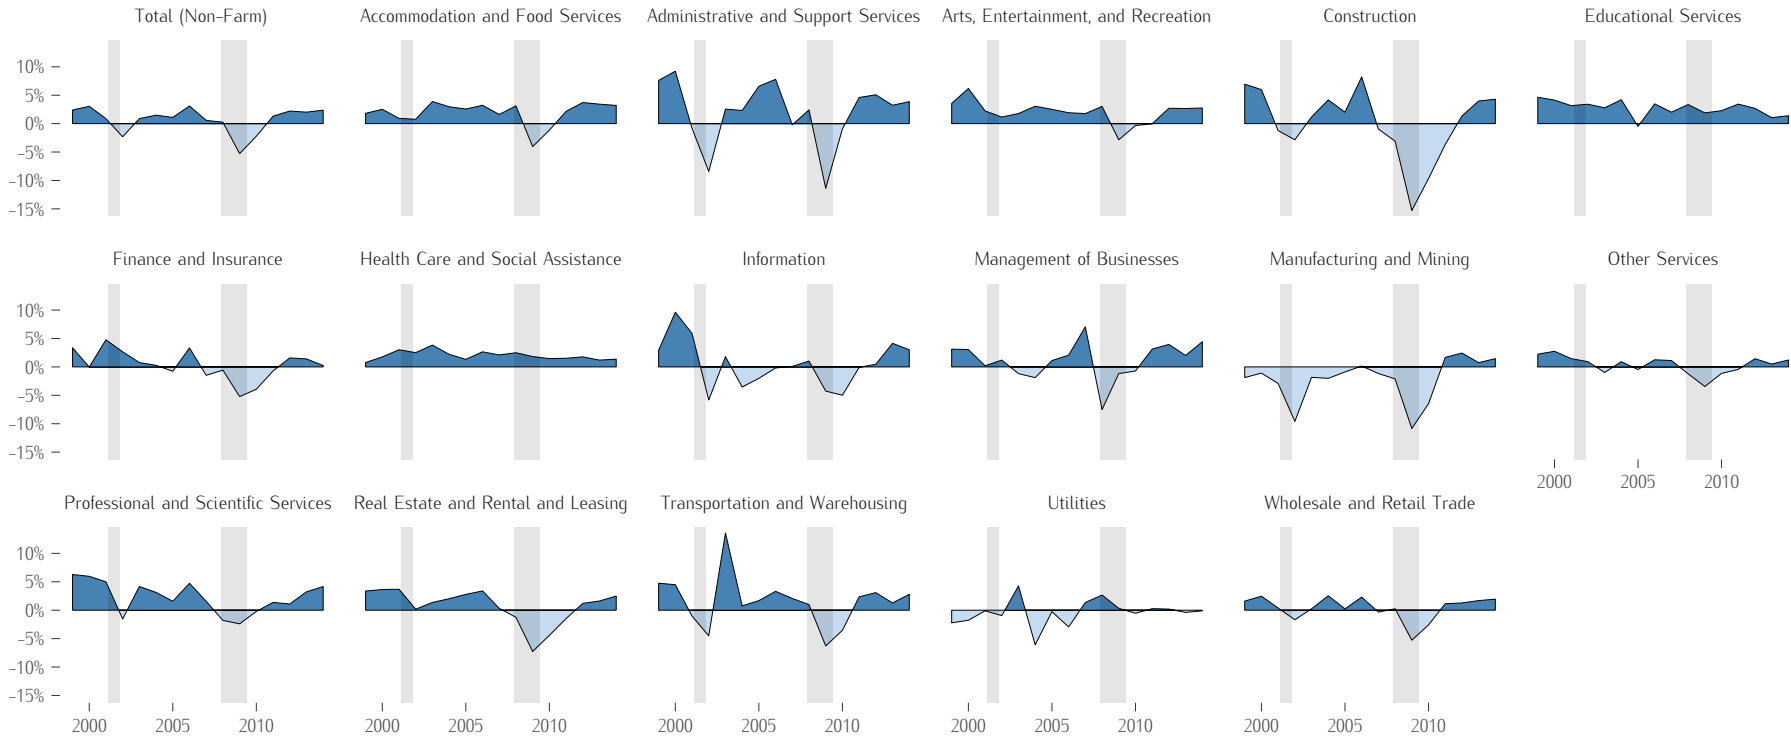 Total (Non-Farm)
Accommodation and Food Services
Administrative and Support Services
Arts, Entertainment, and Recreation
Construction
Educational Services
10%
5%
0%
-5%
-10%
-15%
Finance and Insurance
Health Care and Social Assistance
Information
Management of Businesses
Manufacturing and Mining
Other Services
10%
5%
0%
-5%
-10%
-15%
2000
2005
2010
Professional and Scientific Services
Real Estate and Rental and Leasing
Transportation and Warehousing
Utilities
Wholesale and Retail Trade
10%
5%
0%
-5%
-10%
-15%
2000
2005
2010
2000
2005
2010
2000
2005
2010
2000
2005
2010
2000
2005
2010